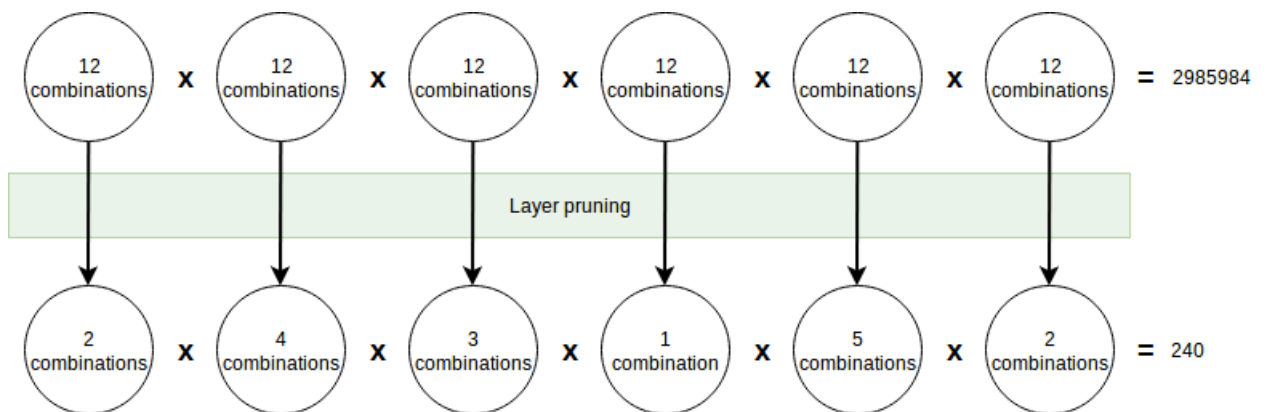 12 combinations x 12 combinations x 12 combinations x 12 combinations x 12 combinations x 12 combinations = 2985984
Layer pruning
2 combinations x 4 combinations x 3 combinations x 1 combination x 5 combinations x 2 combinations = 240